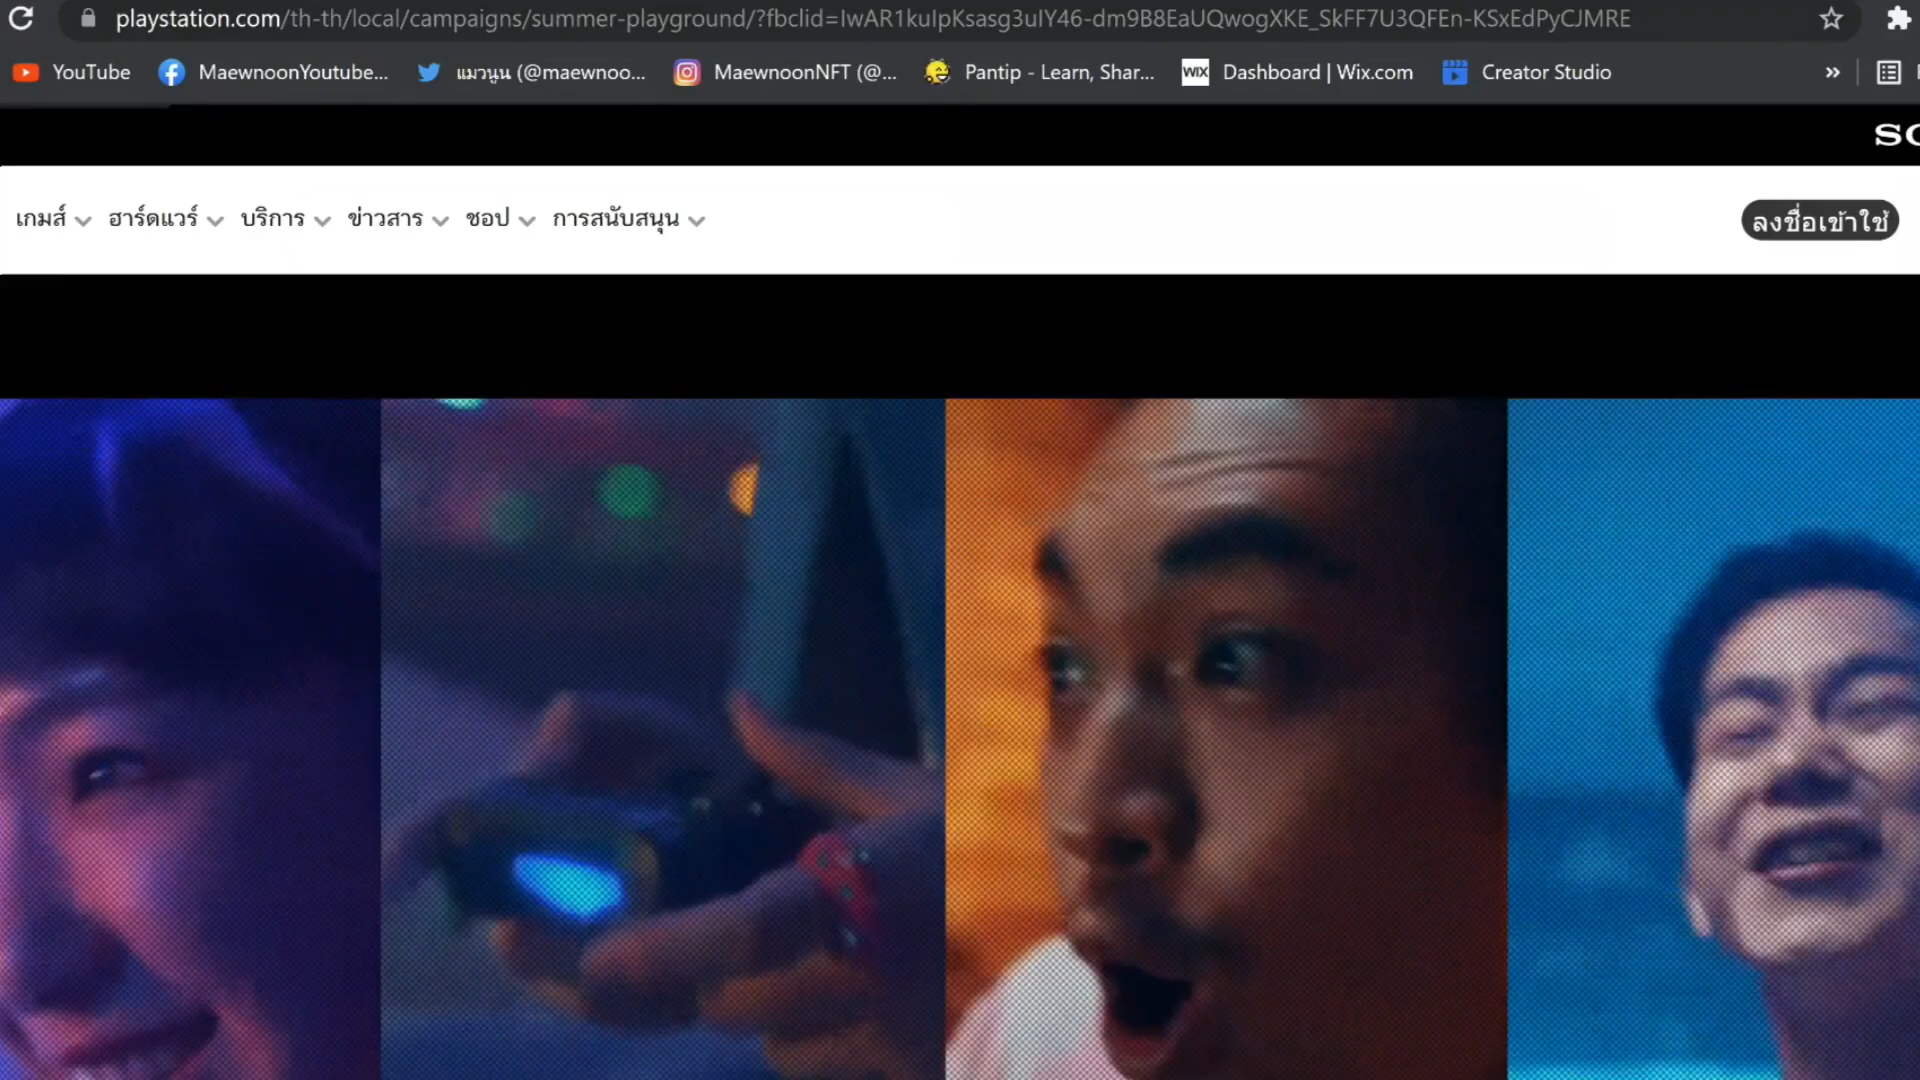 playstation.com/th-th/local/campaigns/summer-playground/?fbclid=IwAR1kuIpKsasg3uIY46-dm9B8EaUQwogXKE_SkFF7U3QFEn-KSxEdPyCJMRE
YouTube MaewnoonYoutube... แมวนูน (@maewnoo... MaewnoonNFT (@... Pantip - Learn, Shar... WIX Dashboard | Wix.com Creator Studio »
SO
เกมส์ ฮาร์ดแวร์ บริการ ข่าวสาร ชอป การสนับสนุน ลงชื่อเข้าใช้